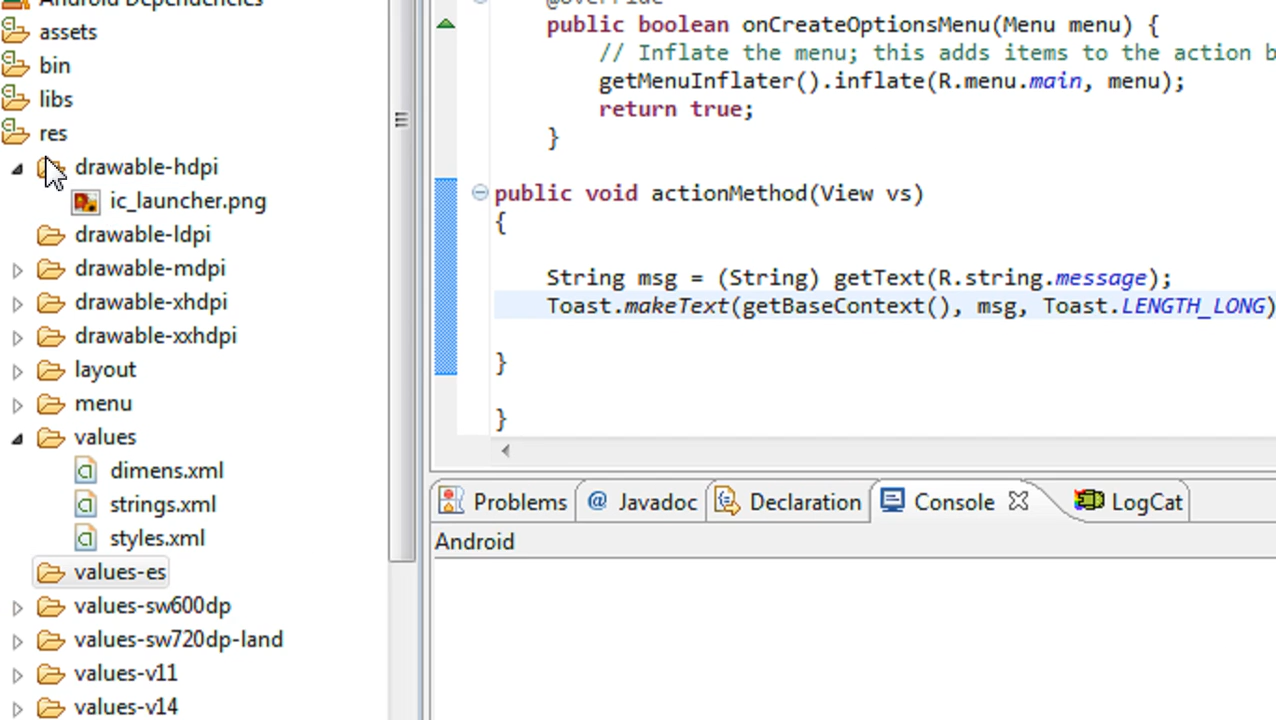 Android Dependencies
assets
bin
libs
res
drawable-hdpi
ic_launcher.png
drawable-ldpi
drawable-mdpi
drawable-xhdpi
drawable-xxhdpi
layout
menu
values
dimens.xml
strings.xml
styles.xml
values-es
values-sw600dp
values-sw720dp-land
values-v11
values-v14
@Override
public boolean onCreateOptionsMenu(Menu menu) {
// Inflate the menu; this adds items to the action b
getMenuInflater().inflate(R.menu.main, menu);
return true;
}
public void actionMethod(View vs)
{
String msg = (String) getText(R.string.message);
Toast.makeText(getBaseContext(), msg, Toast.LENGTH_LONG)
}
}
Problems @ Javadoc Declaration Console LogCat
Android